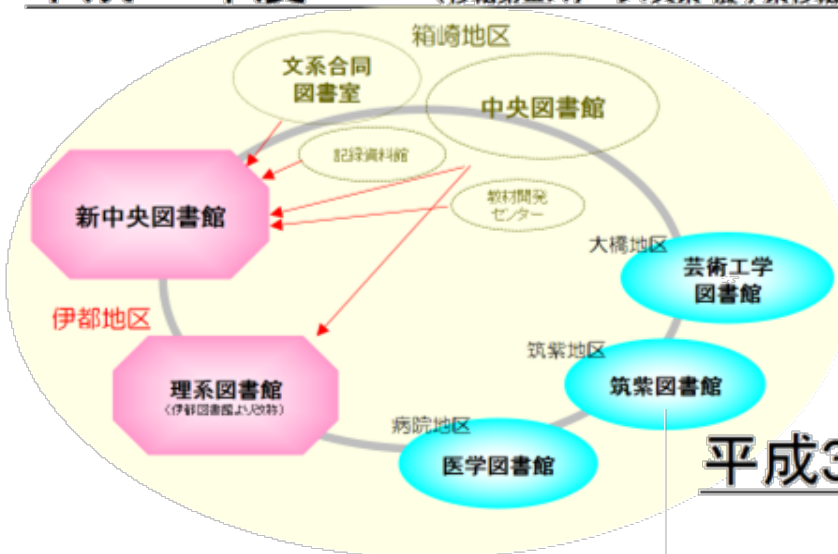 箱崎地区
文系合同
図書室
中央図書館
記録資料館
教材開発
センター
新中央図書館
大橋地区
芸術工学
図書館
伊都地区
筑紫地区
筑紫図書館
理系図書館
(伊都図書館より改称)
病院地区
医学図書館
平成3